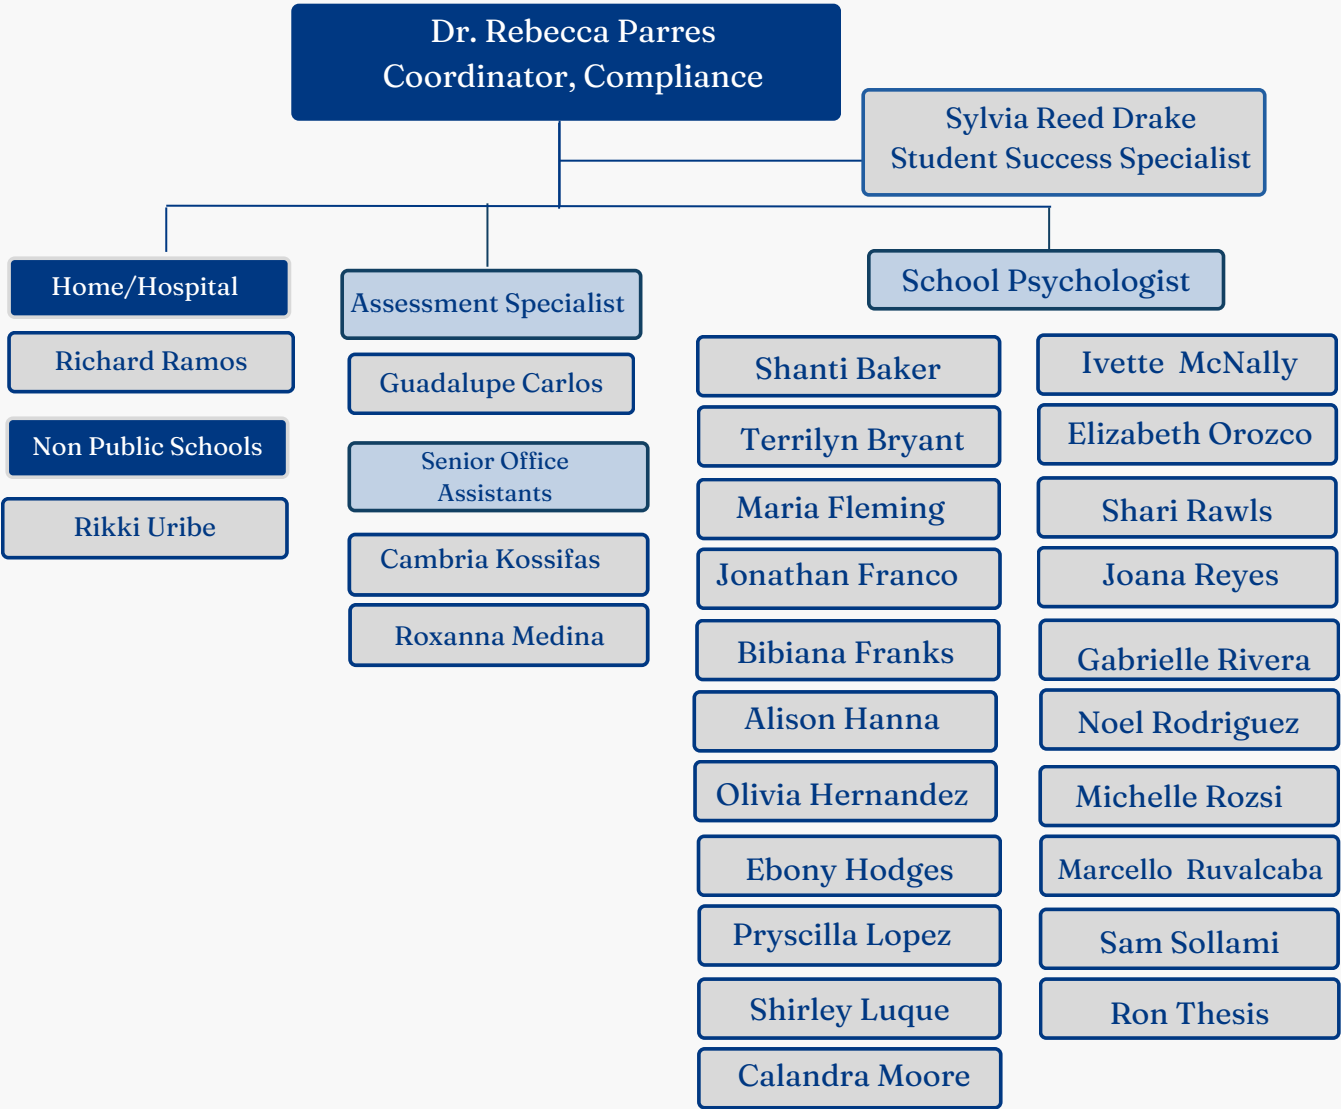 Dr. Rebecca Parres
Coordinator, Compliance
Sylvia Reed Drake
Student Success Specialist
Home/Hospital
Richard Ramos
Non Public Schools
Rikki Uribe
Assessment Specialist
Guadalupe Carlos
Senior Office
Assistants
Cambria Kossifas
Roxanna Medina
School Psychologist
Shanti Baker
Terrilyn Bryant
Maria Fleming
Jonathan Franco
Bibiana Franks
Alison Hanna
Olivia Hernandez
Ebony Hodges
Pryscilla Lopez
Shirley Luque
Calandra Moore
Ivette McNally
Elizabeth Orozco
Shari Rawls
Joana Reyes
Gabrielle Rivera
Noel Rodriguez
Michelle Rozsi
Marcello Ruvalcaba
Sam Sollami
Ron Thesis